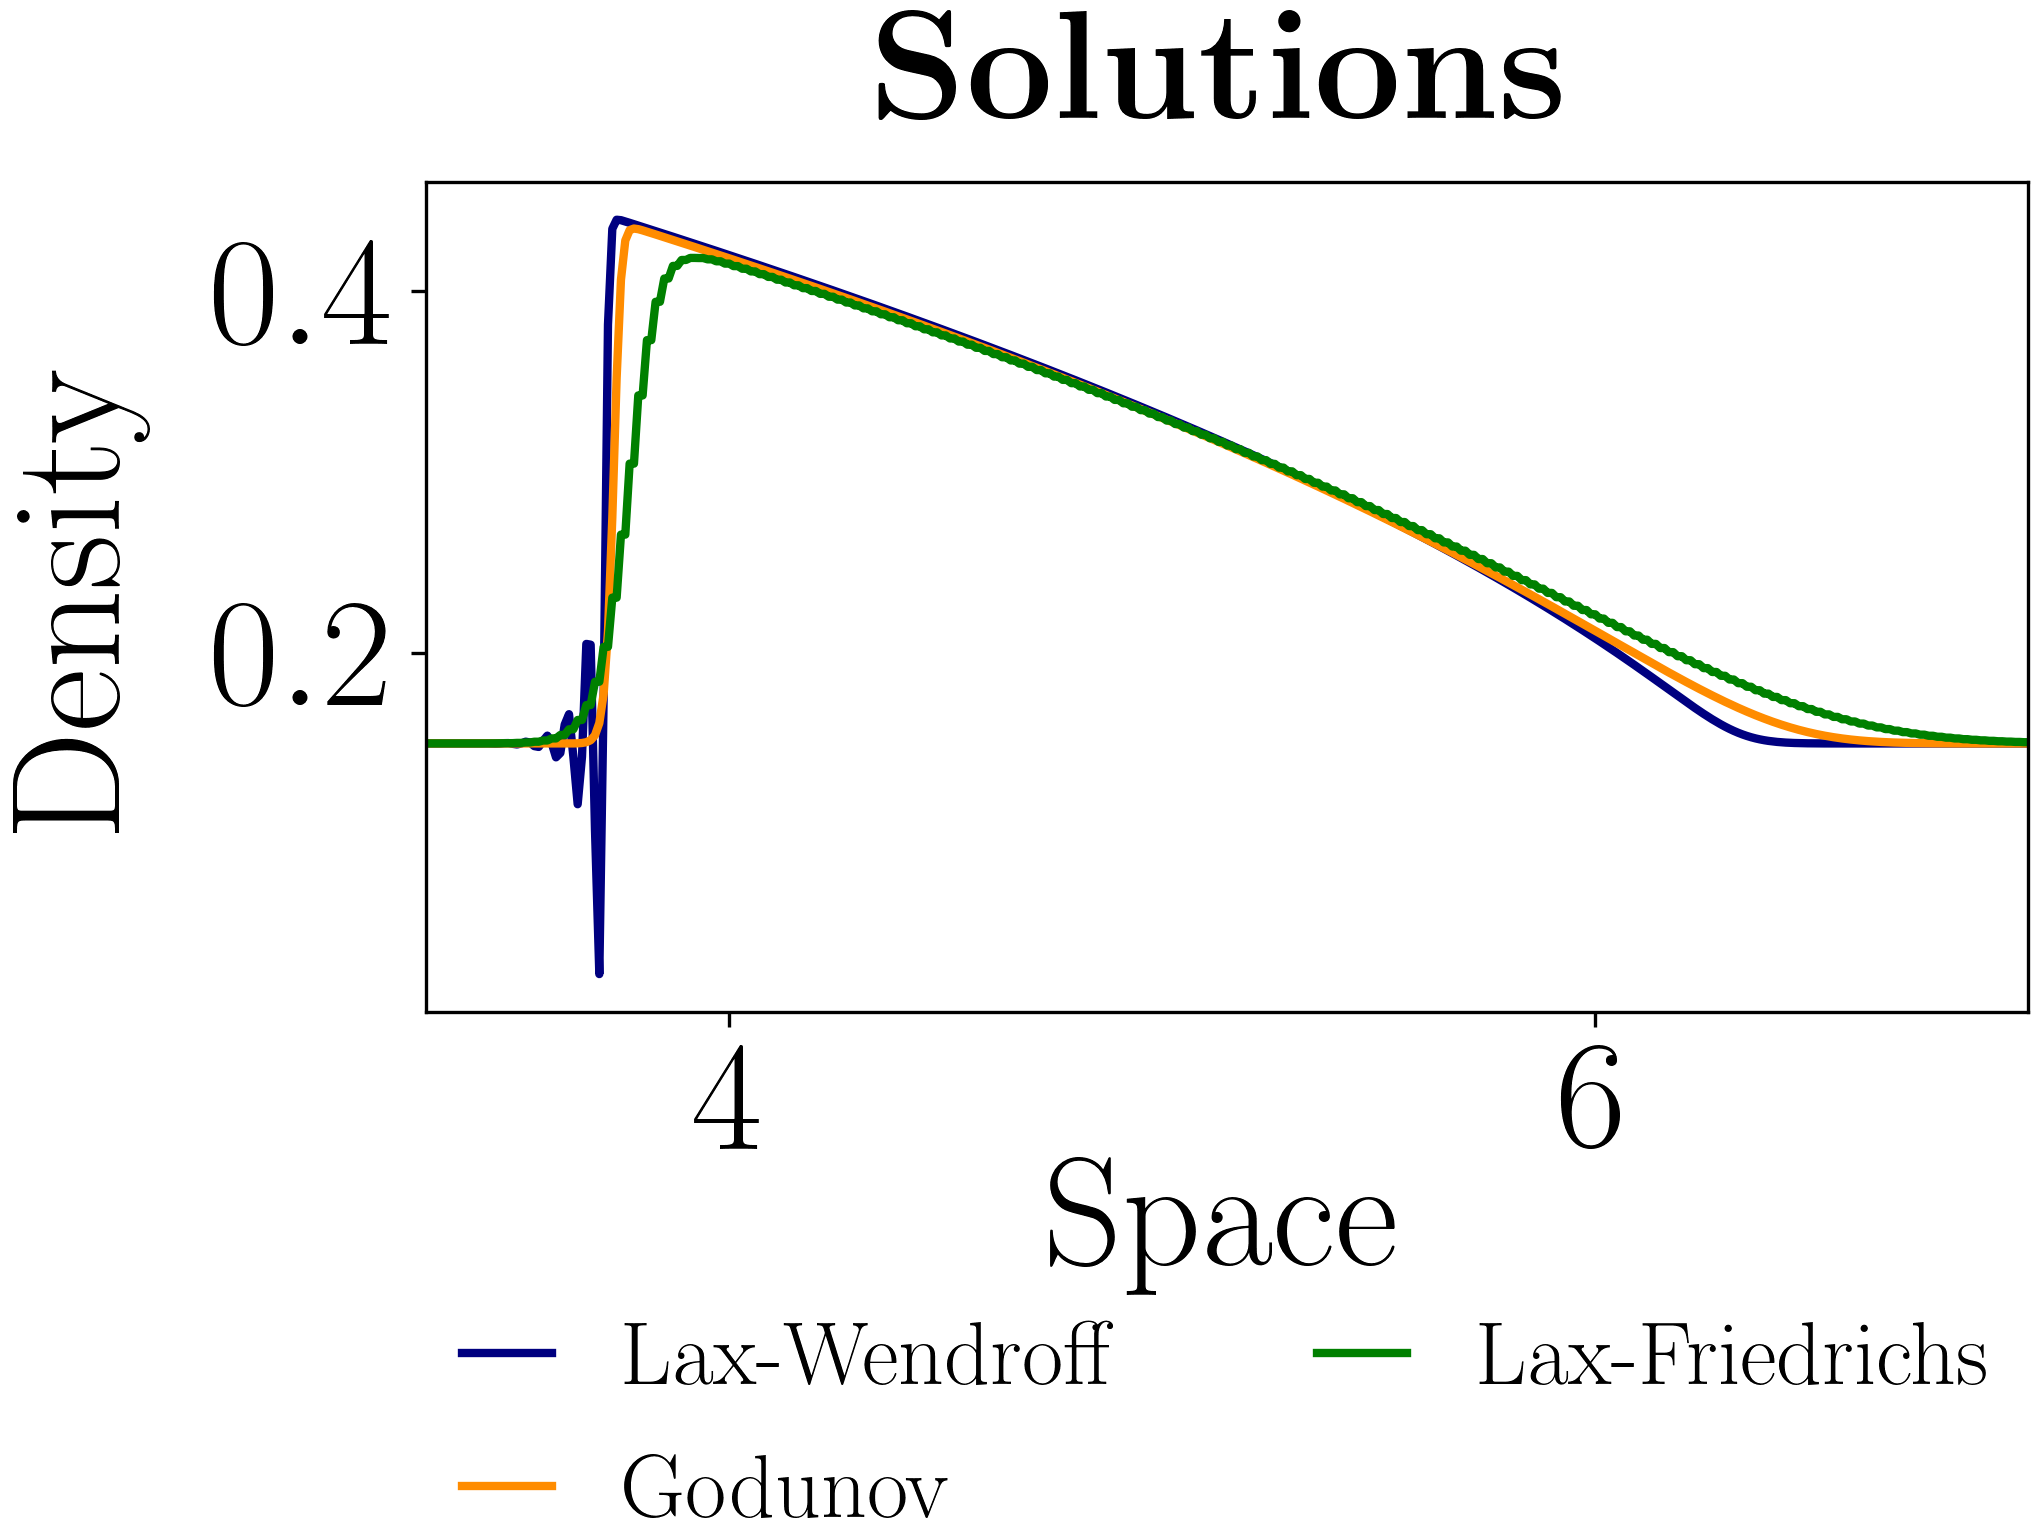 Solutions
0.4
0.2
Density
4 6
Space
Lax-Wendroff Lax-Friedrichs
Godunov